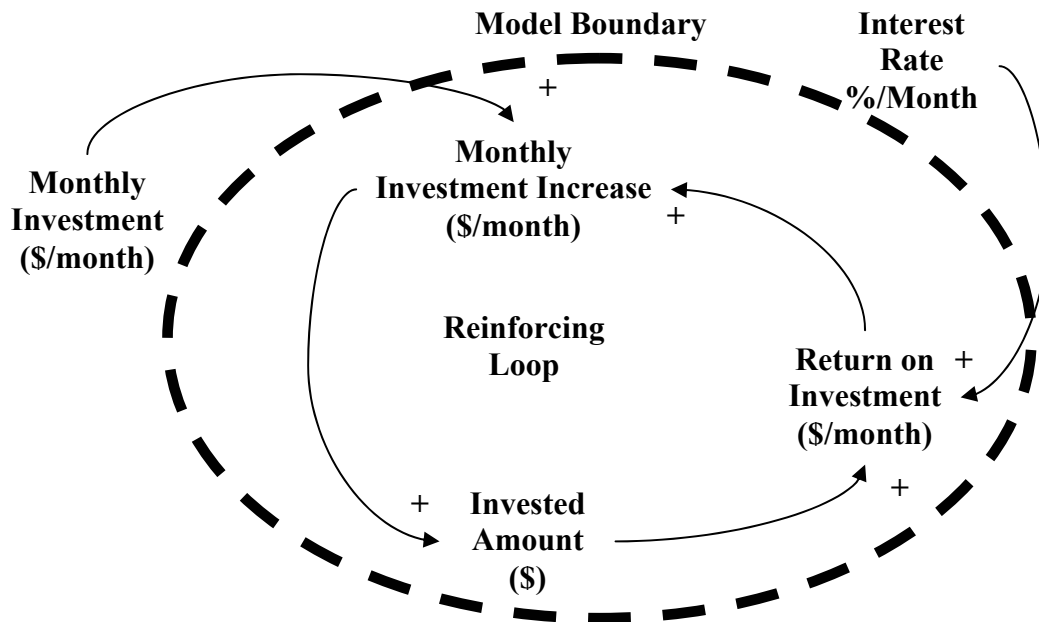 Model Boundary
Interest
Rate
%/Month
+
Monthly
Investment
($/month)
Monthly
Investment Increase
($/month)
+
Reinforcing
Loop
Return on
Investment
($/month)
+
+
Invested
Amount
($)
+